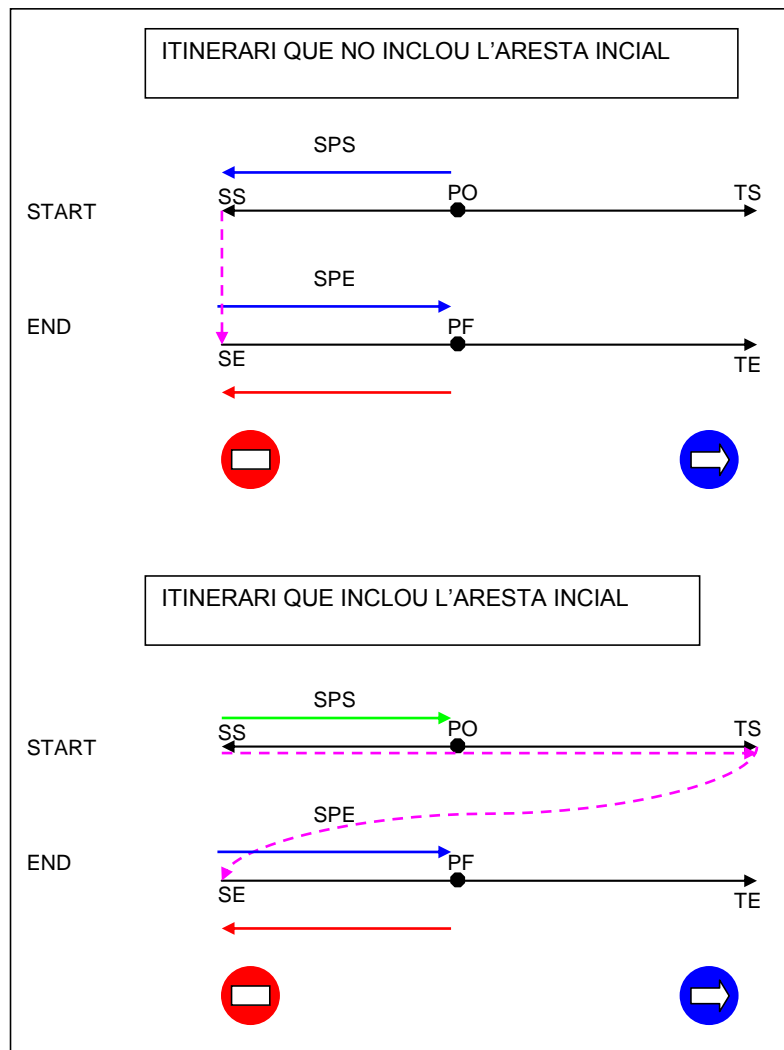 ITINERARI QUE NO INCLOU L'ARESTA INCIAL
SPS
SS PO TS
START
SPE
END PF
SE TE
ITINERARI QUE INCLOU L'ARESTA INCIAL
SPS
SS PO TS
START
SPE
END PF
SE TE